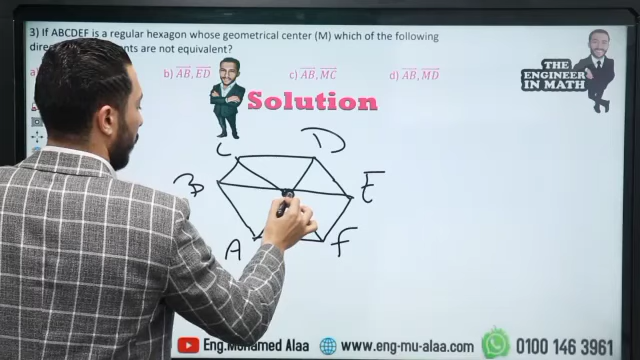 3) If ABCDEF is a regular hexagon whose geometrical center (M) which of the following
dire ents are not equivalent?
a)
b) AB, ED
c) AB, MC
d) AB, MD
THE
ENGINEER
IN MATH
Solution
C D
B E
A F
Eng.Mohamed Alaa
www.eng-mu-alaa.com
0100 146 3961